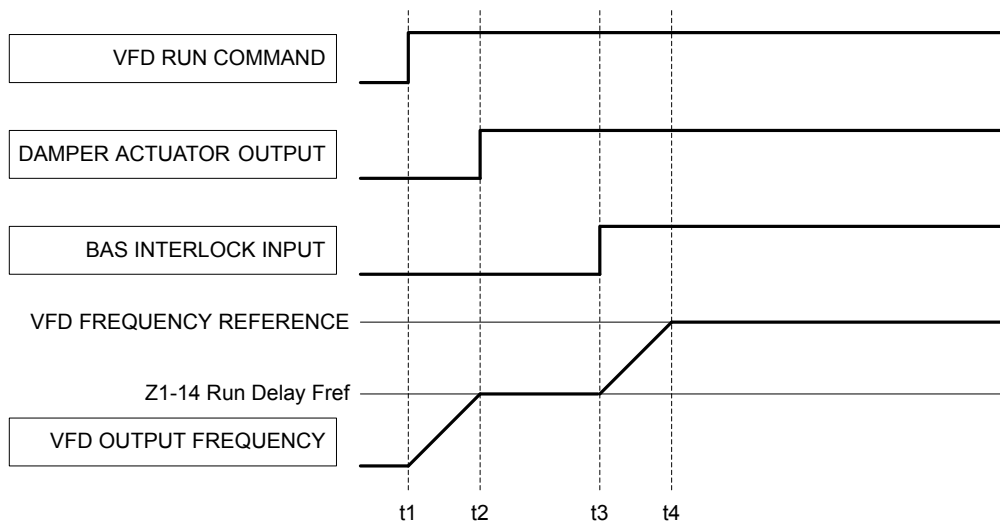 VFD RUN COMMAND
DAMPER ACTUATOR OUTPUT
BAS INTERLOCK INPUT
VFD FREQUENCY REFERENCE
Z1-14 Run Delay Fref
VFD OUTPUT FREQUENCY
t1 t2 t3 t4